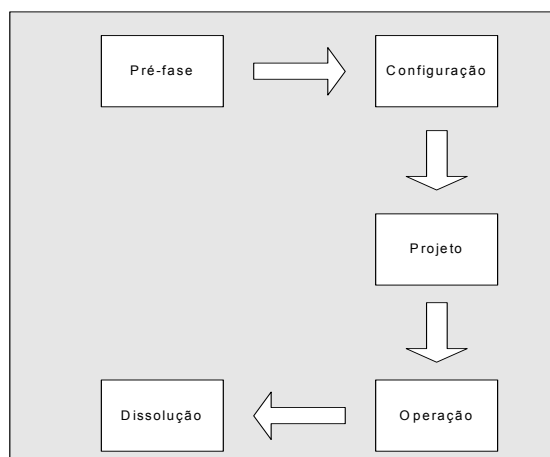 Pré-fase
Configuração
Projeto
Operação
Dissolução